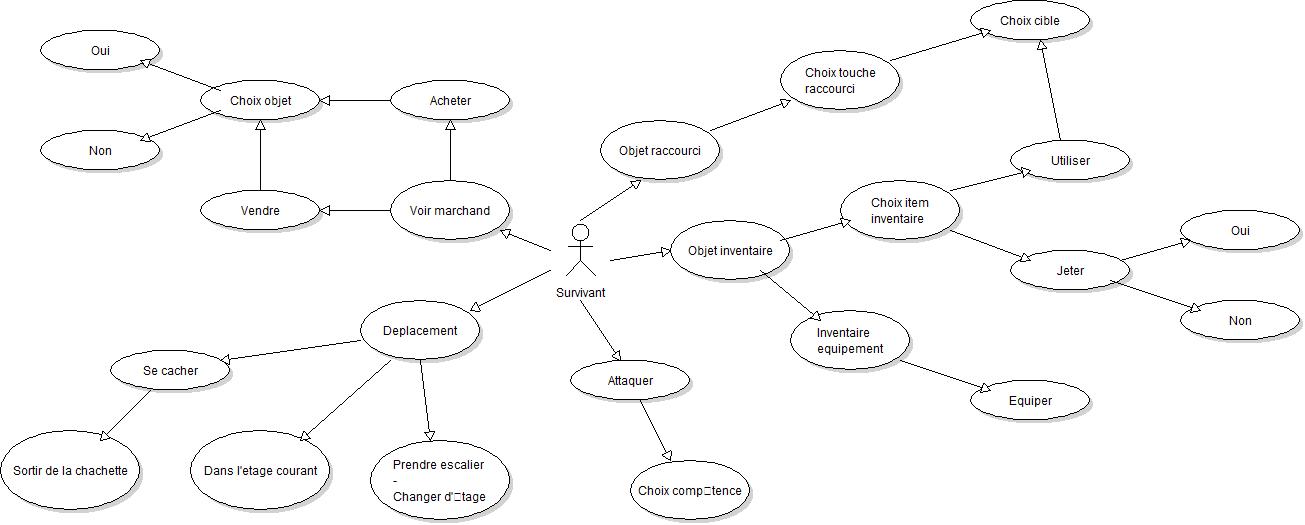 Choix cible
Oui
Choix touche
raccourci
Choix objet
Acheter
Non
Objet raccourci
Utiliser
Vendre
Voir marchand
Choix item
inventaire
Oui
Objet inventaire
Jeter
Survivant
Non
Deplacement
Inventaire
equipement
Se cacher
Attaquer
Equiper
Sortir de la chachette
Dans l'etage courant
Prendre escalier
-
Changer d'□tage
Choix comp□tence